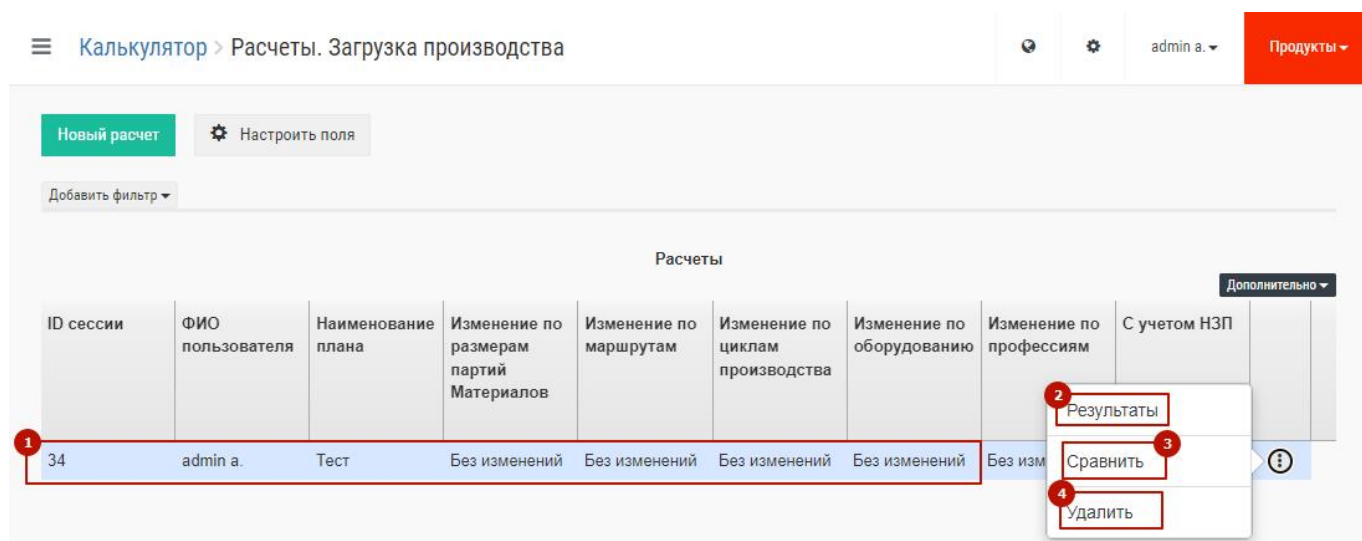 Калькулятор > Расчеты. Загрузка производства
admin a.
Продукты
Новый расчет
Настроить поля
Добавить фильтр
Расчеты
Дополнительно
ID сессии
ФИО
пользователя
Наименование
плана
Изменение по
размерам
партий
Материалов
Изменение по
маршрутам
Изменение по
циклам
производства
Изменение по
оборудованию
Изменение по
профессиям
С учетом НЗП
1
34
admin a.
Тест
Без изменений
Без изменений
Без изменений
Без изменений
Без изм
2
Результаты
3
Сравнить
4
Удалить